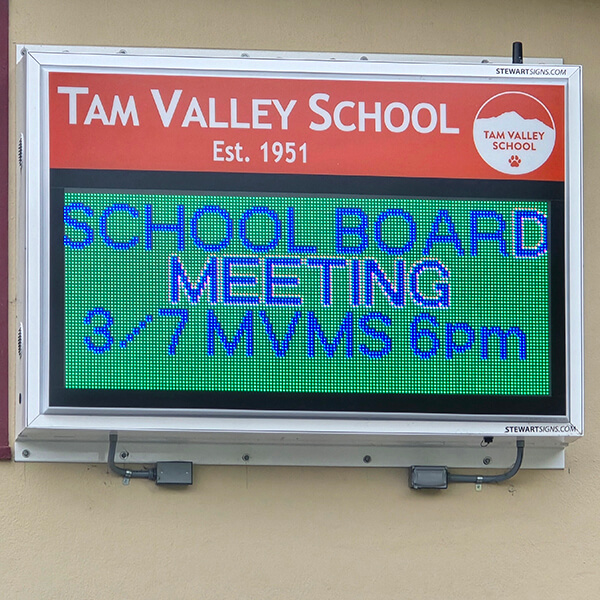 STEWARTSIGNS.COM
TAM VALLEY SCHOOL
Est. 1951
TAM VALLEY
SCHOOL
SCHOOL BOARD
MEETING
3/7 MVMS 6pm
STEWARTSIGNS.COM